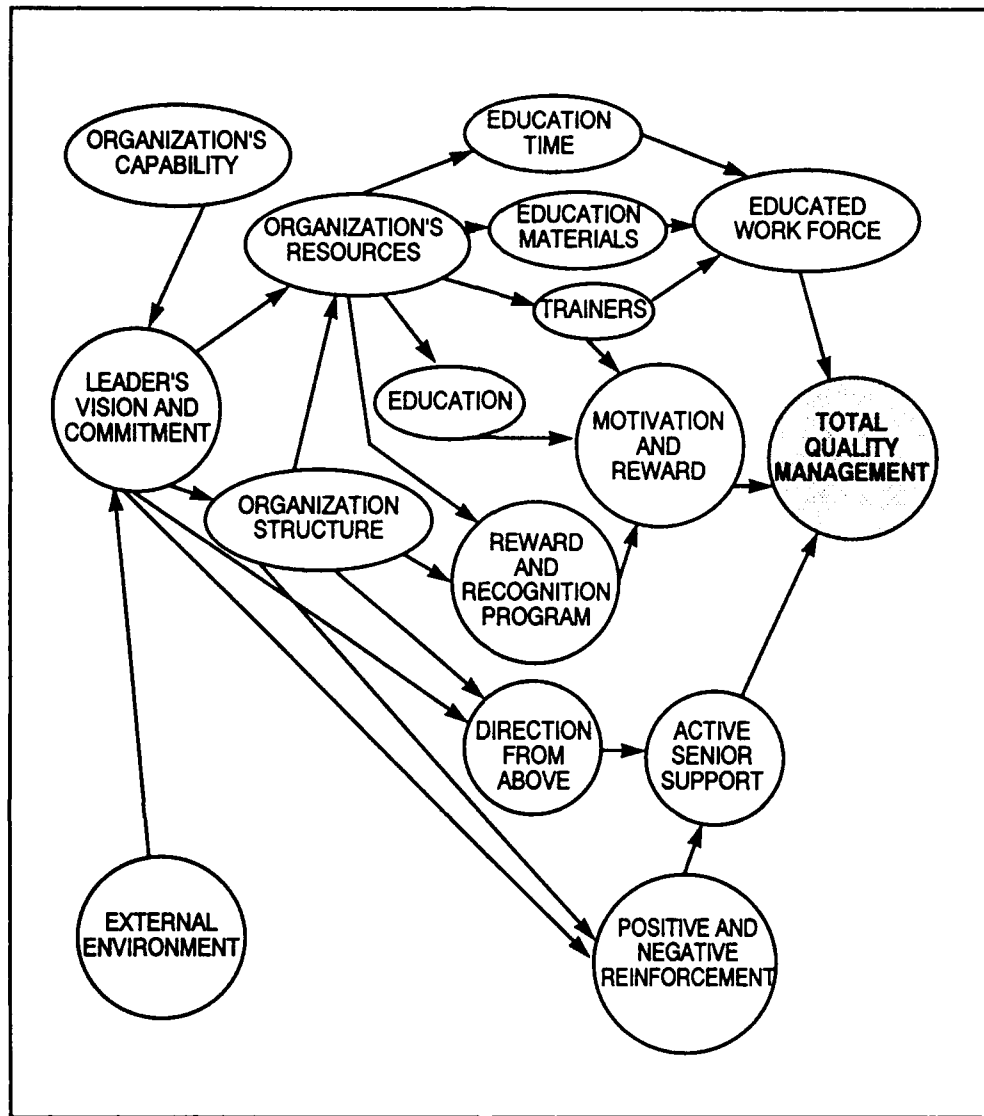 ORGANIZATION'S
CAPABILITY
EDUCATION
TIME
ORGANIZATION'S
RESOURCES
EDUCATION
MATERIALS
EDUCATED
WORK FORCE
TRAINERS
LEADER'S
VISION AND
COMMITMENT
EDUCATION
MOTIVATION
AND
REWARD
TOTAL
QUALITY
MANAGEMENT
ORGANIZATION
STRUCTURE
REWARD
AND
RECOGNITION
PROGRAM
DIRECTION
FROM
ABOVE
ACTIVE
SENIOR
SUPPORT
EXTERNAL
ENVIRONMENT
POSITIVE AND
NEGATIVE
REINFORCEMENT